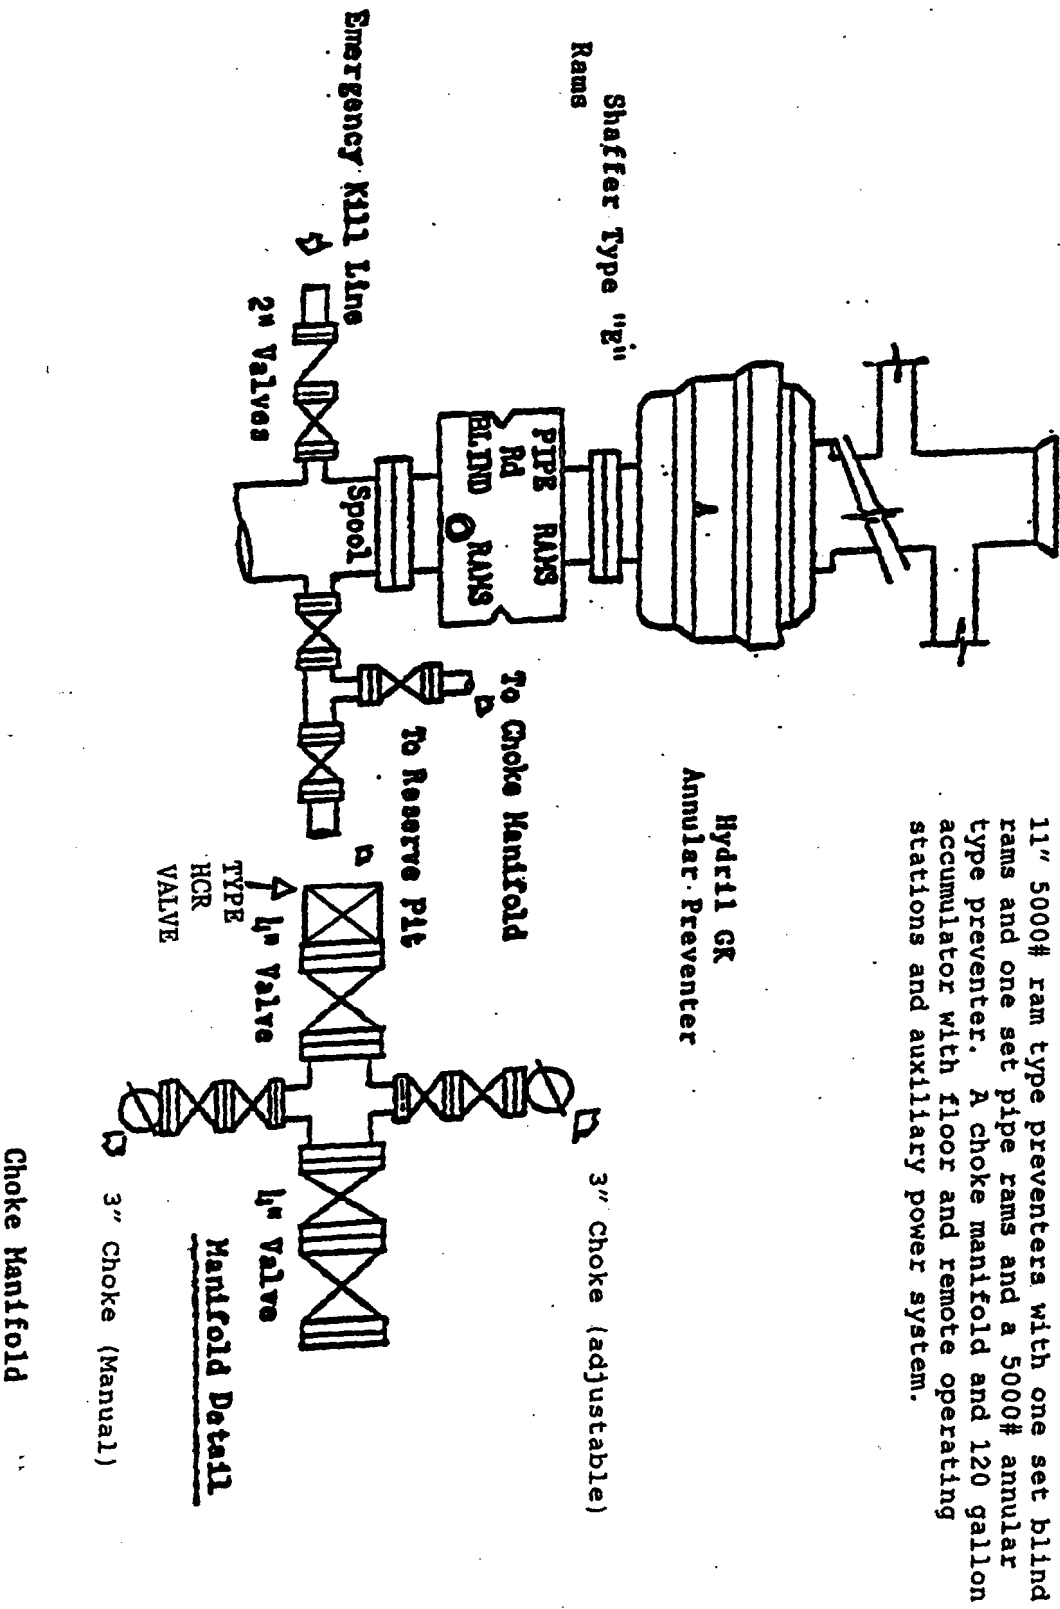 11" 5000# ram type preventers with one set blind
rams and one set pipe rams and a 5000# annular
type preventer. A choke manifold and 120 gallon
accumulator with floor and remote operating
stations and auxiliary power system.
Hydril GK
Annular Preventer
A
Shaffer Type "E"
Rams
PIPE RAMS
Rd
BLIND RAMS
Spool
Emergency Kill Line
2" Valves
To Choke Manifold
To Reserve Pit
TYPE
HCR
VALVE
4" Valve
3" Choke (adjustable)
4" Valve
Manifold Detail
3" Choke (Manual)
Choke Manifold